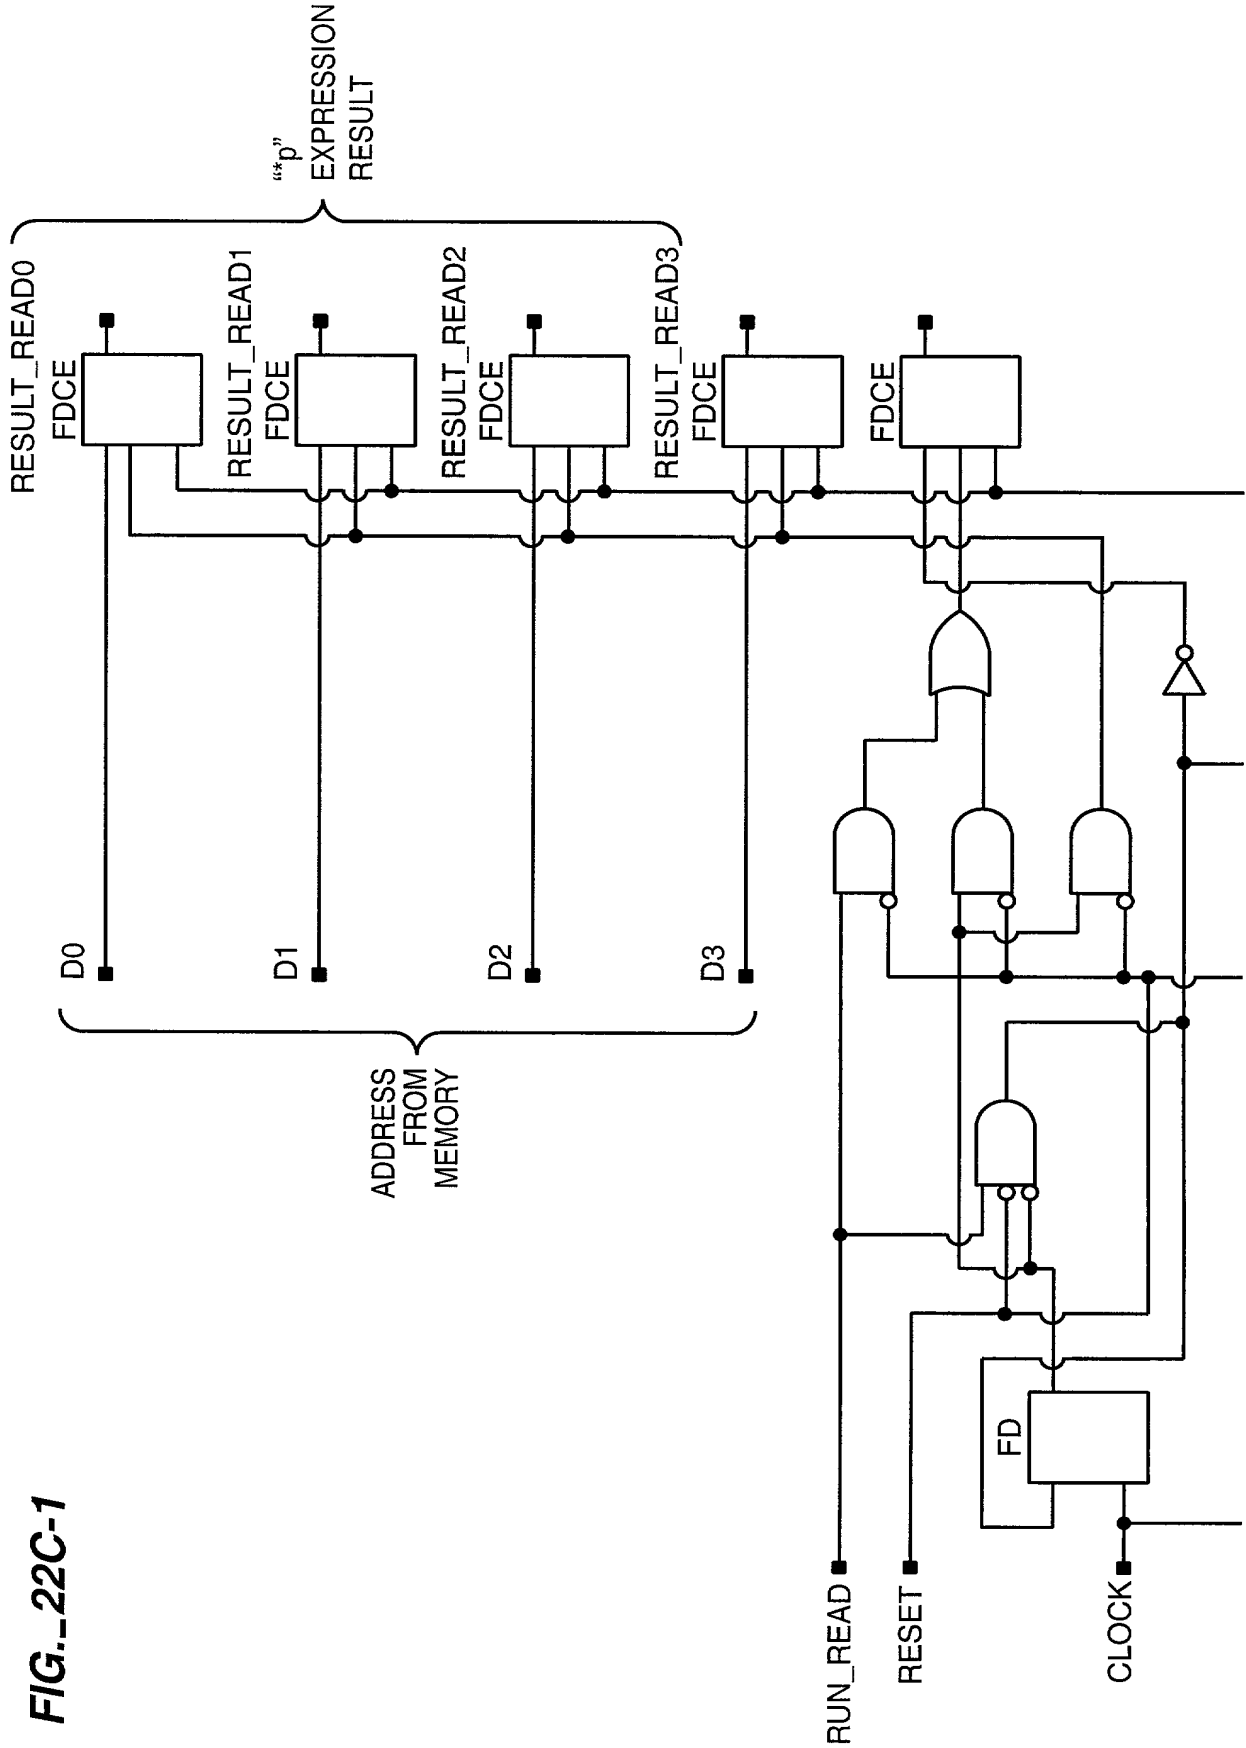 FIG._22C-1
RESULT_READ0
FDCE
RESULT_READ1
FDCE
RESULT_READ2
FDCE
RESULT_READ3
FDCE
FDCE
“*p”
EXPRESSION
RESULT
D0
D1
D2
D3
ADDRESS
FROM
MEMORY
FD
RUN_READ
RESET
CLOCK